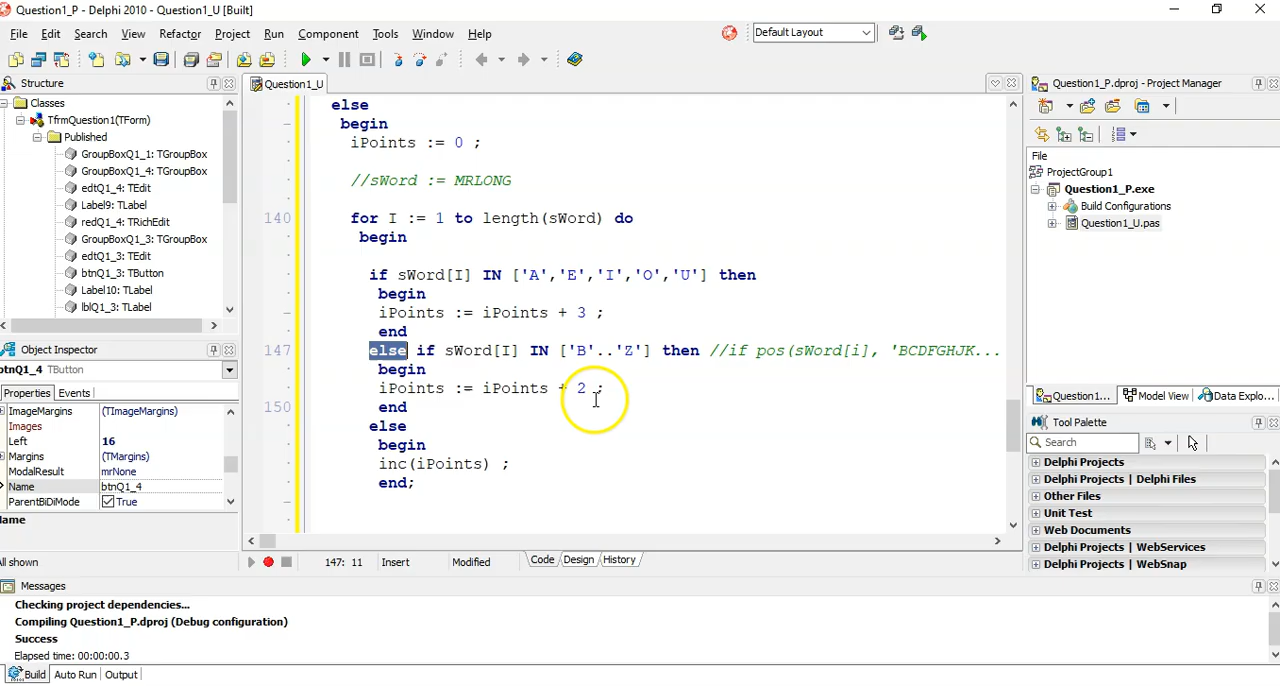 Question1_P - Delphi 2010 - Question1_U [Built]
File Edit Search View Refactor Project Run Component Tools Window Help
Default Layout
Structure
Classes
TfrmQuestion1(TForm)
Published
GroupBoxQ1_1: TGroupBox
GroupBoxQ1_4: TGroupBox
edtQ1_4: TEdit
Label9: TLabel
redQ1_4: TRichEdit
GroupBoxQ1_3: TGroupBox
edtQ1_3: TEdit
btnQ1_3: TButton
Label10: TLabel
lblQ1_3: TLabel
Object Inspector
btnQ1_4 TButton
Properties Events
ImageMargins (TImageMargins)
Images
Left 16
Margins (TMargins)
ModalResult mrNone
Name btnQ1_4
ParentBiDiMode True
Name
All shown
Question1_U
else
begin
iPoints := 0 ;
//sWord := MRLONG
140 for I := 1 to length(sWord) do
begin
if sWord[I] IN ['A','E','I','O','U'] then
begin
iPoints := iPoints + 3 ;
end
147 else if sWord[I] IN ['B'..'Z'] then //if pos(sWord[i], 'BCDFGHJK...
begin
iPoints := iPoints + 2 ;
150 end
else
begin
inc(iPoints) ;
end;
147: 11 Insert Modified Code Design History
Question1_P.dproj - Project Manager
File
ProjectGroup1
Question1_P.exe
Build Configurations
Question1_U.pas
Question1... Model View Data Explo...
Tool Palette
Search
Delphi Projects
Delphi Projects | Delphi Files
Other Files
Unit Test
Web Documents
Delphi Projects | WebServices
Delphi Projects | WebSnap
Messages
Checking project dependencies...
Compiling Question1_P.dproj (Debug configuration)
Success
Elapsed time: 00:00:00.3
Build Auto Run Output